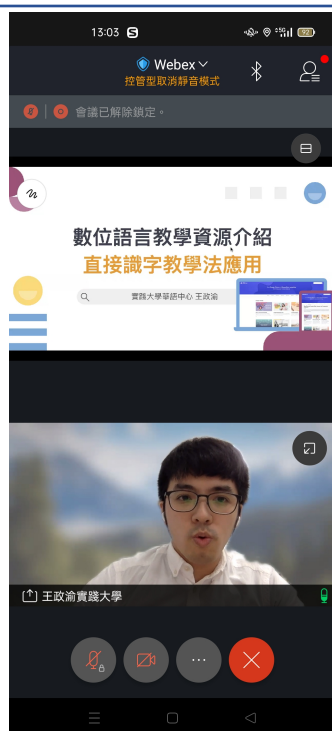 13:03
92
Webex
控管型取消靜音模式
會議已解除鎖定。
數位語言教學資源介紹
直接識字教學法應用
實踐大學華語中心 王政渝
王政渝實踐大學